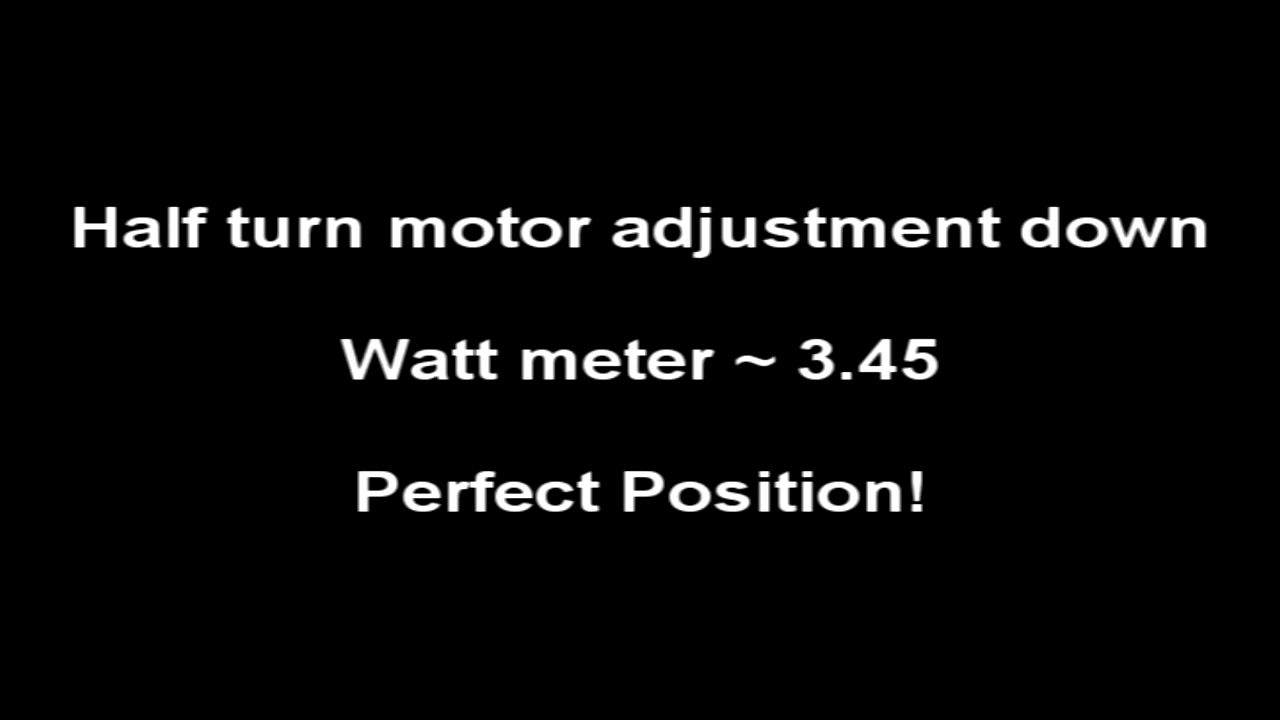 Half turn motor adjustment down
Watt meter ~ 3.45
Perfect Position!